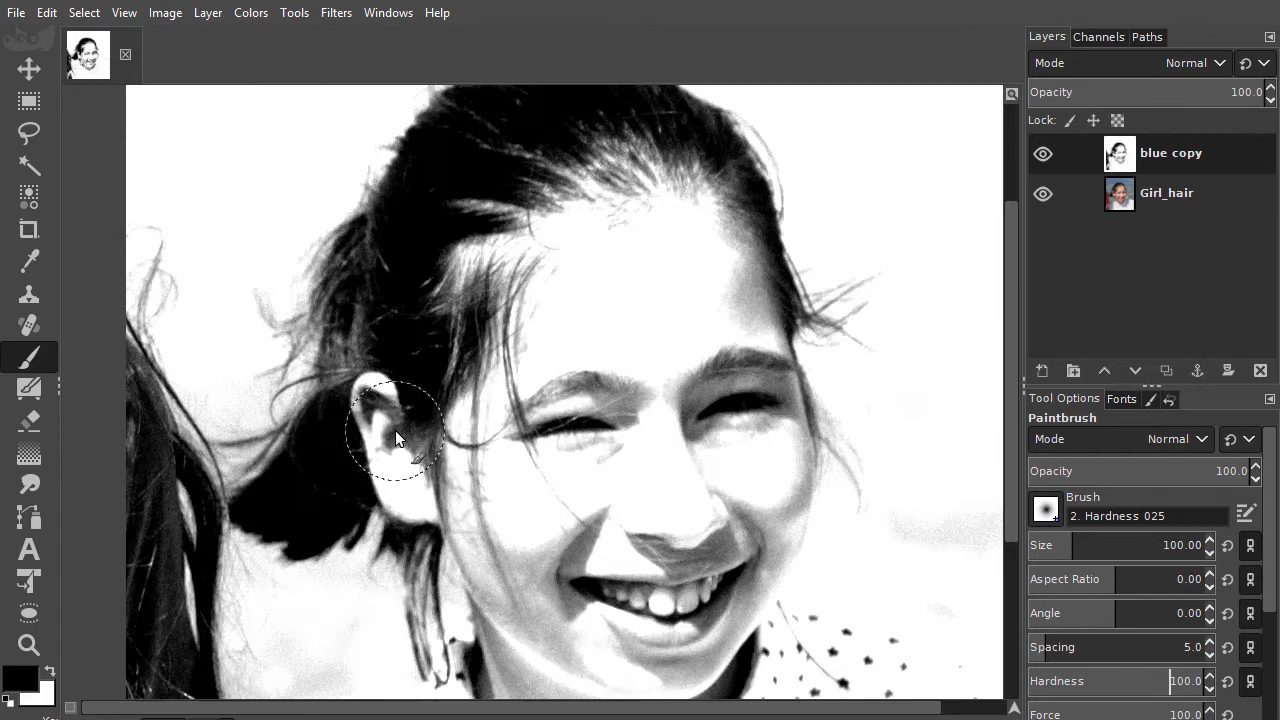 File Edit Select View Image Layer Colors Tools Filters Windows Help
Layers Channels Paths
Mode Normal
Opacity 100.0
Lock:
blue copy
Girl_hair
Tool Options Fonts
Paintbrush
Mode Normal
Opacity 100.0
Brush
2. Hardness 025
Size 100.00
Aspect Ratio 0.00
Angle 0.00
Spacing 5.0
Hardness 100.0
Force 100.0